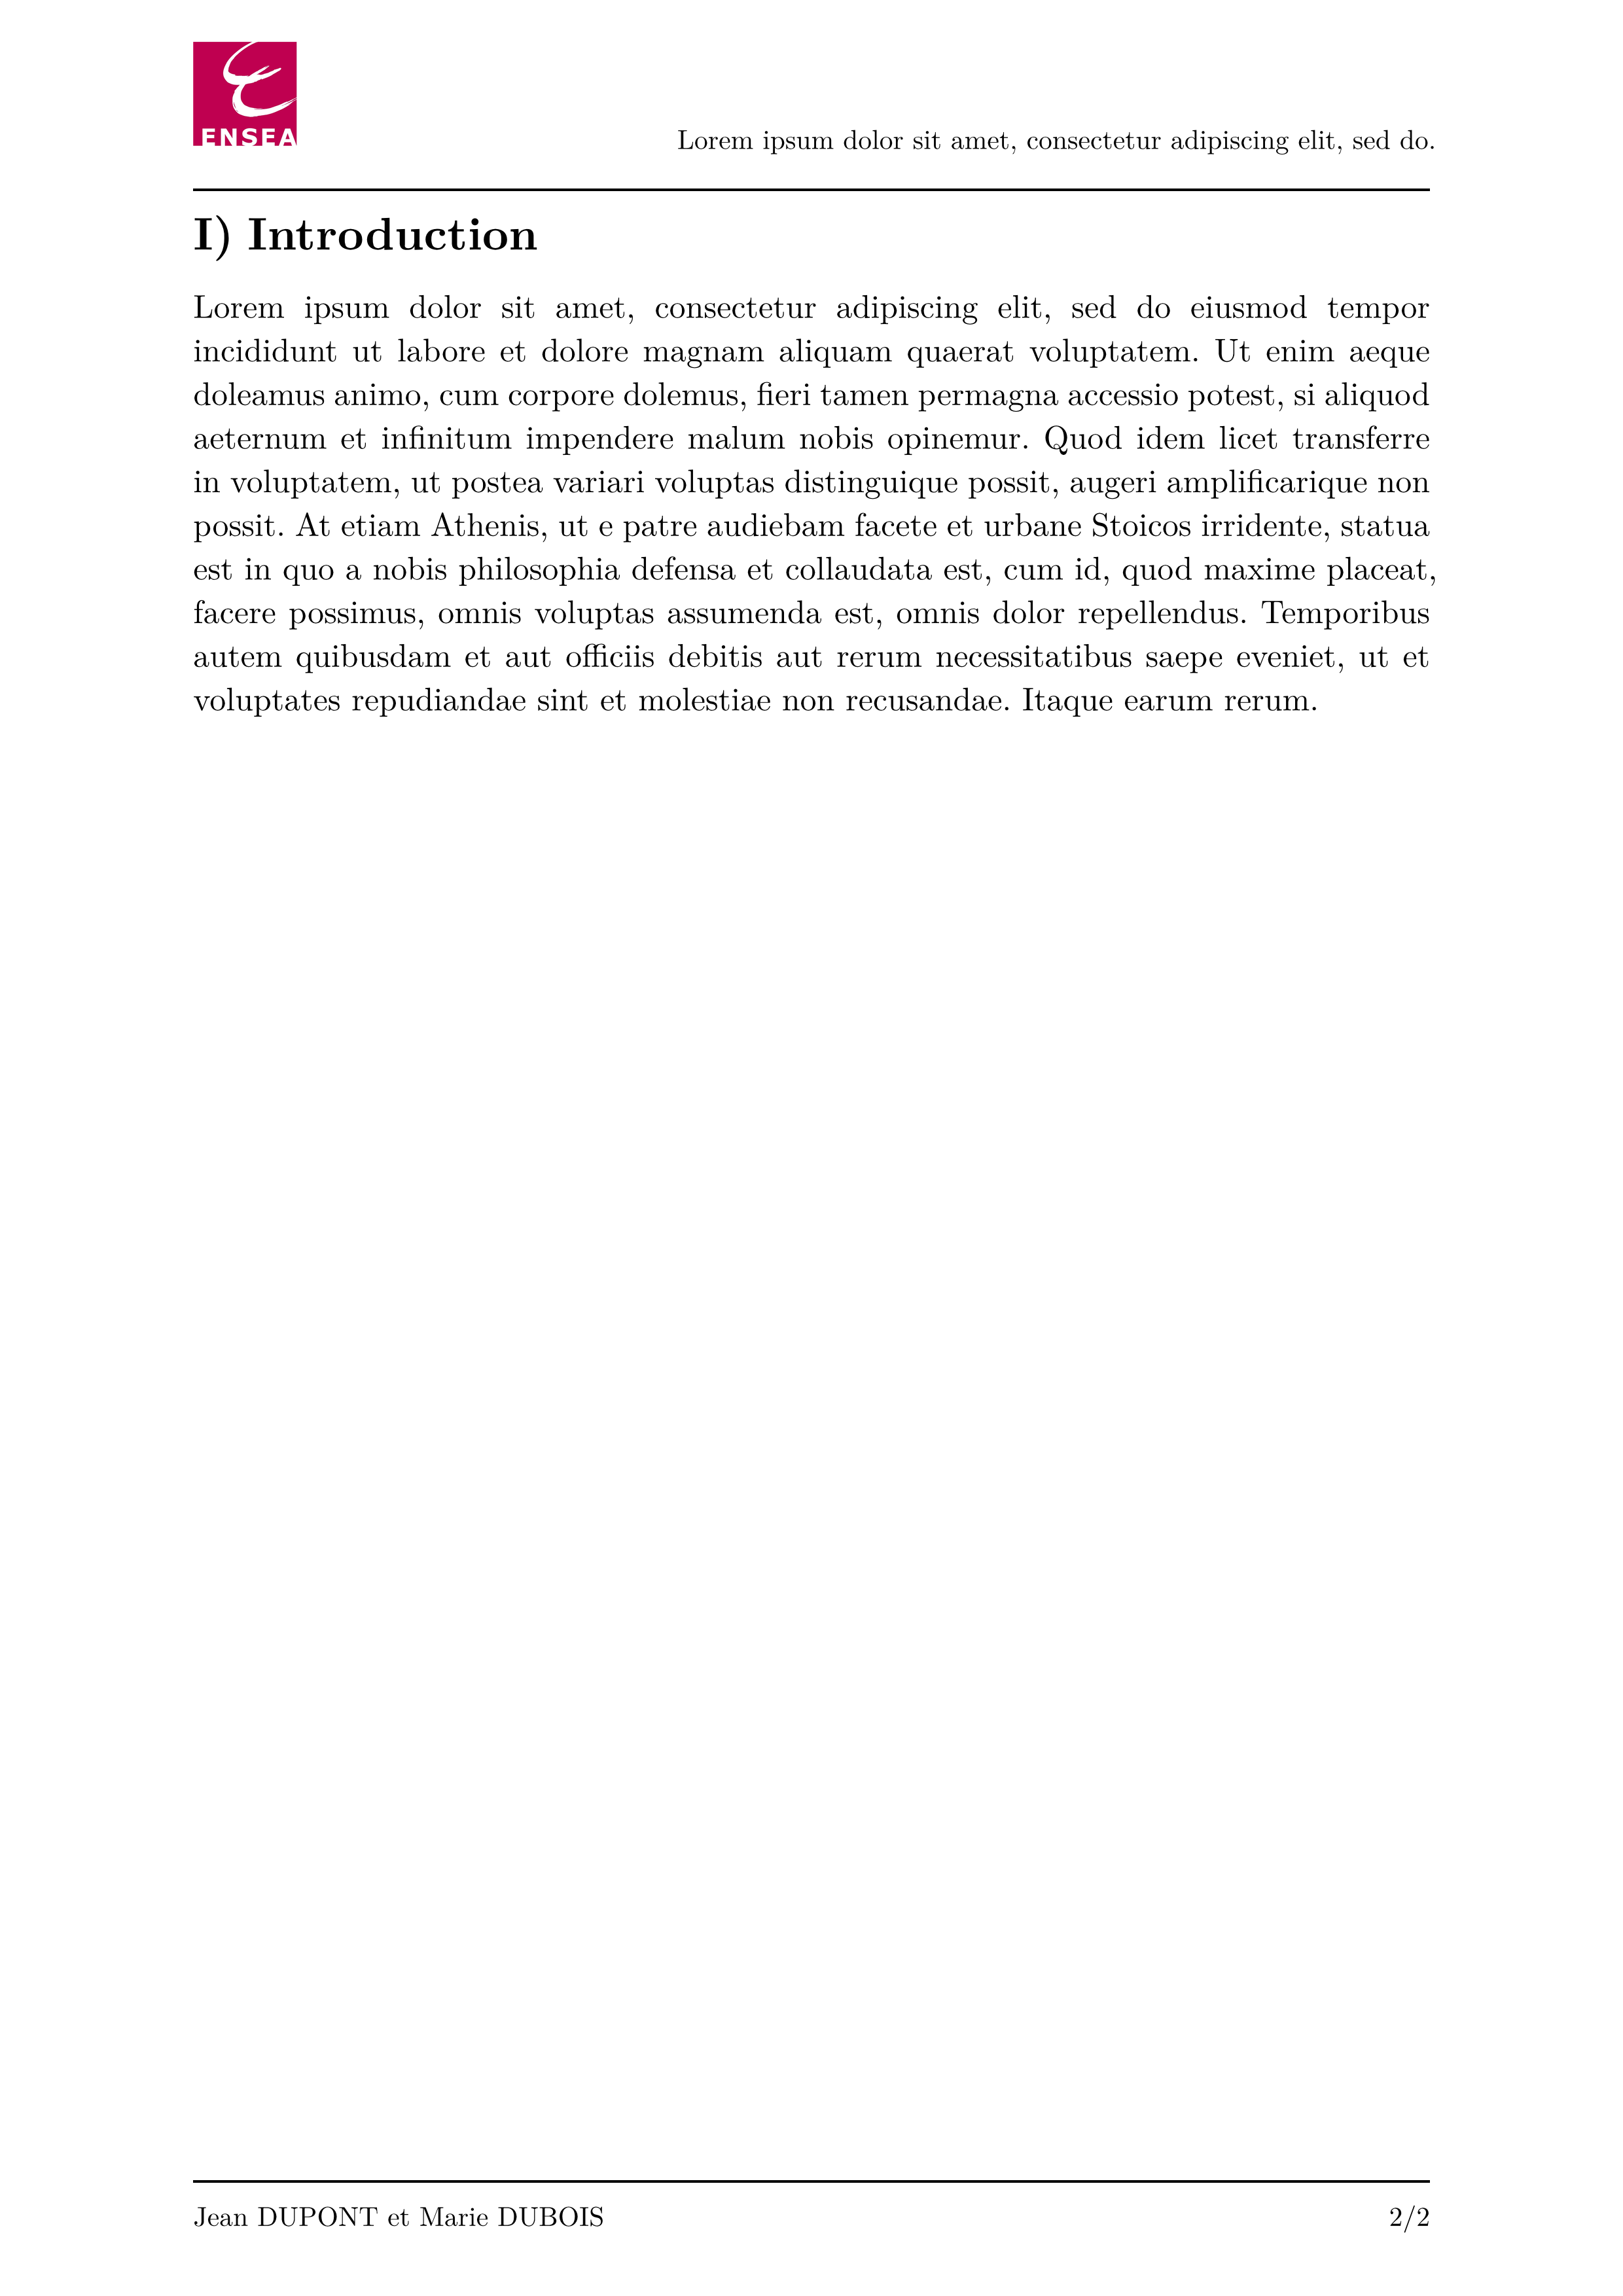 ENSEA
Lorem ipsum dolor sit amet, consectetur adipiscing elit, sed do.
I) Introduction
Lorem ipsum dolor sit amet, consectetur adipiscing elit, sed do eiusmod tempor
incididunt ut labore et dolore magnam aliquam quaerat voluptatem. Ut enim aeque
doleamus animo, cum corpore dolemus, fieri tamen permagna accessio potest, si aliquod
aeternum et infinitum impendere malum nobis opinemur. Quod idem licet transferre
in voluptatem, ut postea variari voluptas distinguique possit, augeri amplificarique non
possit. At etiam Athenis, ut e patre audiebam facete et urbane Stoicos irridente, statua
est in quo a nobis philosophia defensa et collaudata est, cum id, quod maxime placeat,
facere possimus, omnis voluptas assumenda est, omnis dolor repellendus. Temporibus
autem quibusdam et aut officiis debitis aut rerum necessitatibus saepe eveniet, ut et
voluptates repudiandae sint et molestiae non recusandae. Itaque earum rerum.
Jean DUPONT et Marie DUBOIS
2/2